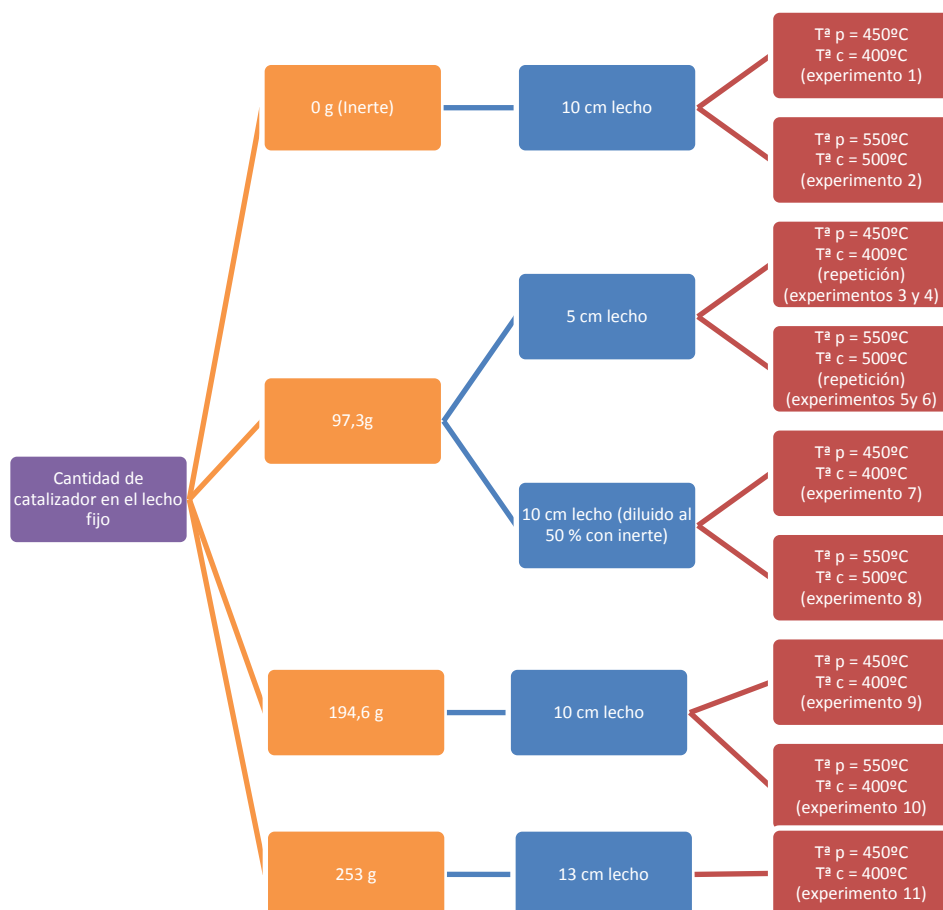 Cantidad de
catalizador en el lecho
fijo
0 g (Inerte)
10 cm lecho
Tª p = 450ºC
Tª c = 400ºC
(experimento 1)
Tª p = 550ºC
Tª c = 500ºC
(experimento 2)
97,3g
5 cm lecho
Tª p = 450ºC
Tª c = 400ºC
(repetición)
(experimentos 3 y 4)
Tª p = 550ºC
Tª c = 500ºC
(repetición)
(experimentos 5y 6)
10 cm lecho (diluido al
50 % con inerte)
Tª p = 450ºC
Tª c = 400ºC
(experimento 7)
Tª p = 550ºC
Tª c = 500ºC
(experimento 8)
194,6 g
10 cm lecho
Tª p = 450ºC
Tª c = 400ºC
(experimento 9)
Tª p = 550ºC
Tª c = 400ºC
(experimento 10)
253 g
13 cm lecho
Tª p = 450ºC
Tª c = 400ºC
(experimento 11)